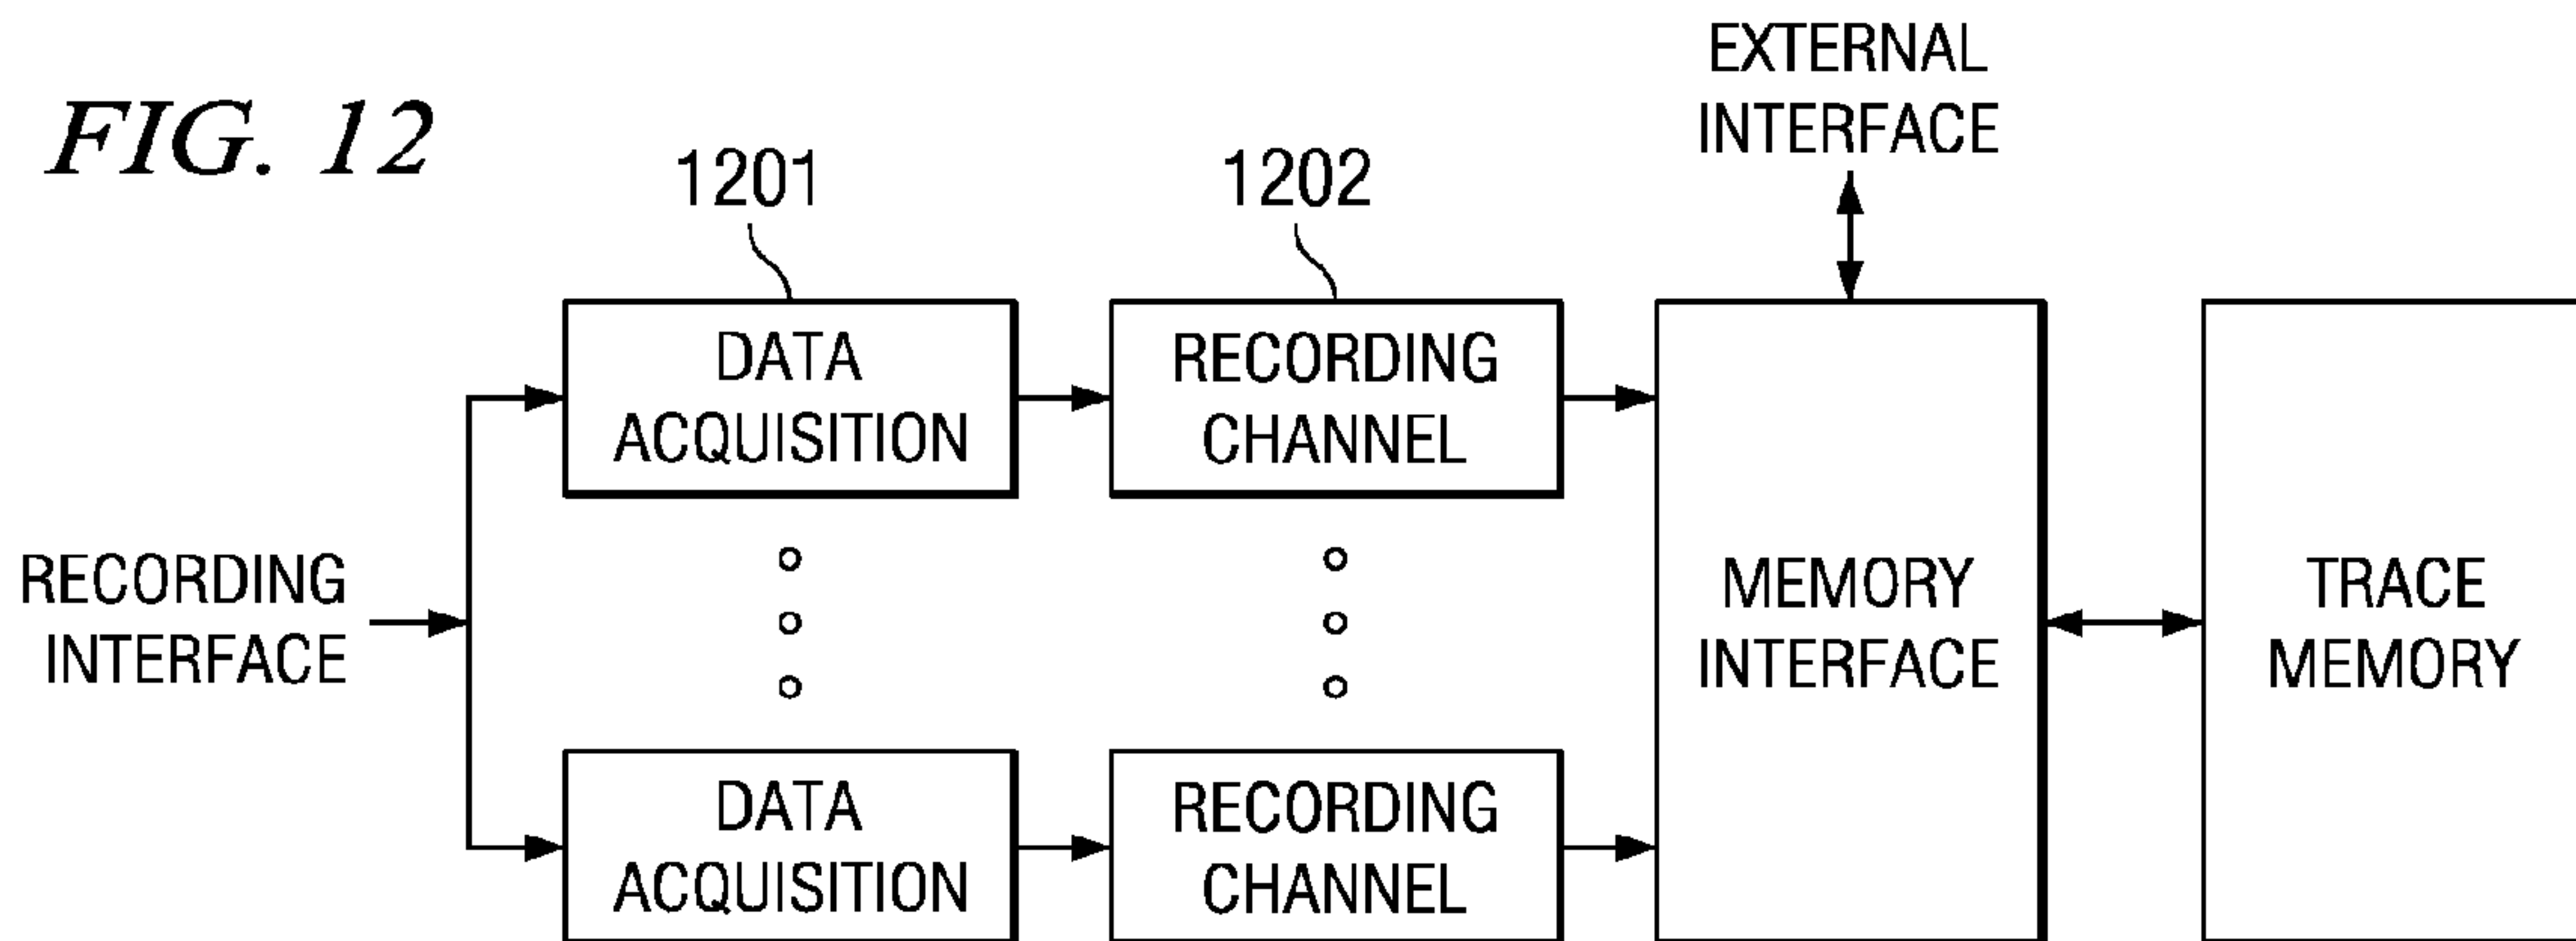 FIG. 12
1201
1202
EXTERNAL
INTERFACE
DATA
ACQUISITION
RECORDING
CHANNEL
RECORDING
INTERFACE
MEMORY
INTERFACE
TRACE
MEMORY
DATA
ACQUISITION
RECORDING
CHANNEL